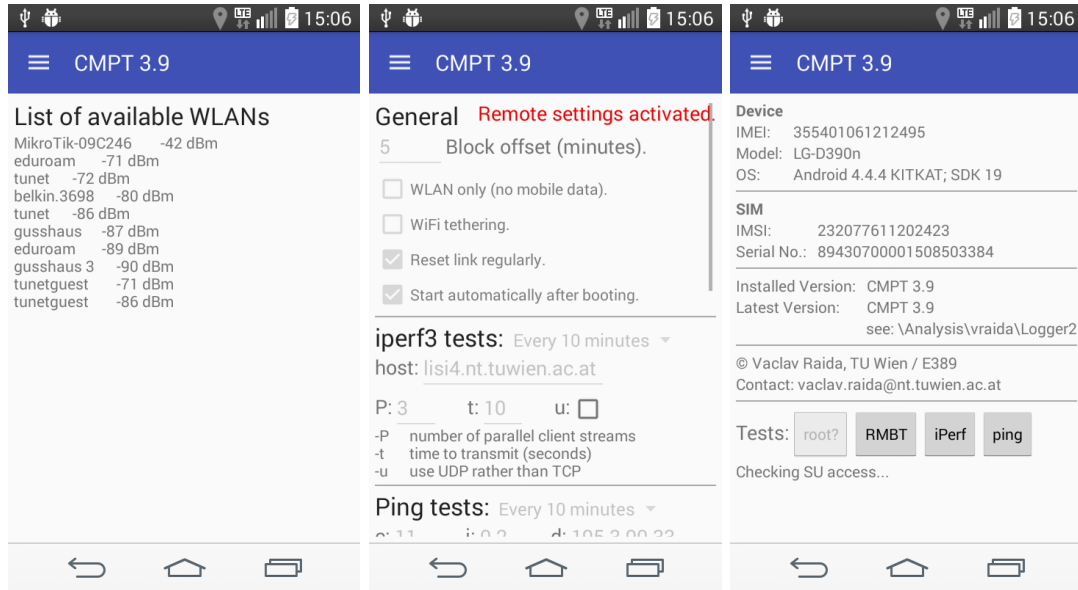 LTE 15:06
CMPT 3.9
List of available WLANs
MikroTik-09C246 -42 dBm
eduroam -71 dBm
tunet -72 dBm
belkin.3698 -80 dBm
tunet -86 dBm
gusshaus -87 dBm
eduroam -89 dBm
gusshaus 3 -90 dBm
tunetguest -71 dBm
tunetguest -86 dBm
LTE 15:06
CMPT 3.9
General Remote settings activated.
5 Block offset (minutes).
WLAN only (no mobile data).
WiFi tethering.
Reset link regularly.
Start automatically after booting.
iperf3 tests: Every 10 minutes
host: lisi4.nt.tuwien.ac.at
P: 3 t: 10 u:
-P number of parallel client streams
-t time to transmit (seconds)
-u use UDP rather than TCP
Ping tests: Every 10 minutes
c: 11 i: 0.2 d:
LTE 15:06
CMPT 3.9
Device
IMEI: 355401061212495
Model: LG-D390n
OS: Android 4.4.4 KITKAT; SDK 19
SIM
IMSI: 232077611202423
Serial No.: 89430700001508503384
Installed Version: CMPT 3.9
Latest Version: CMPT 3.9
see: \Analysis\vraida\Logger2
© Vaclav Raida, TU Wien / E389
Contact: vaclav.raida@nt.tuwien.ac.at
Tests: root? RMBT iPerf ping
Checking SU access...